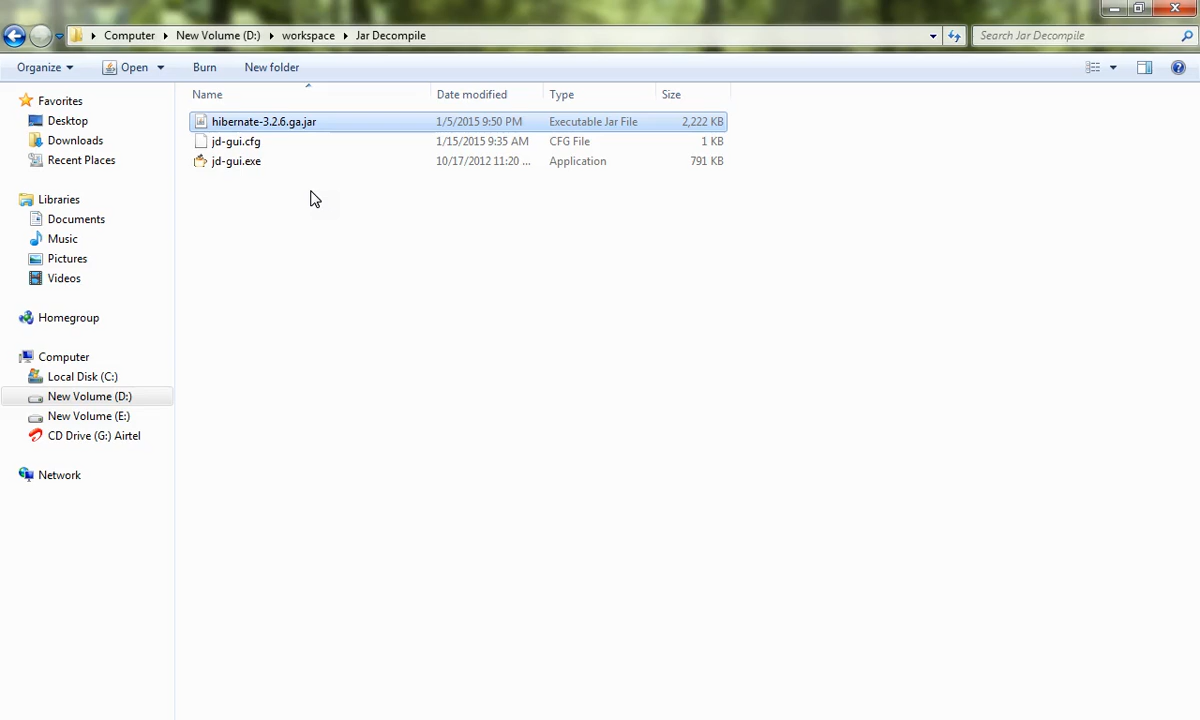 Computer New Volume (D:) workspace Jar Decompile
Search Jar Decompile
Organize Open Burn New folder
Name Date modified Type Size
hibernate-3.2.6.ga.jar 1/5/2015 9:50 PM Executable Jar File 2,222 KB
jd-gui.cfg 1/15/2015 9:35 AM CFG File 1 KB
jd-gui.exe 10/17/2012 11:20 ... Application 791 KB
Favorites
Desktop
Downloads
Recent Places
Libraries
Documents
Music
Pictures
Videos
Homegroup
Computer
Local Disk (C:)
New Volume (D:)
New Volume (E:)
CD Drive (G:) Airtel
Network